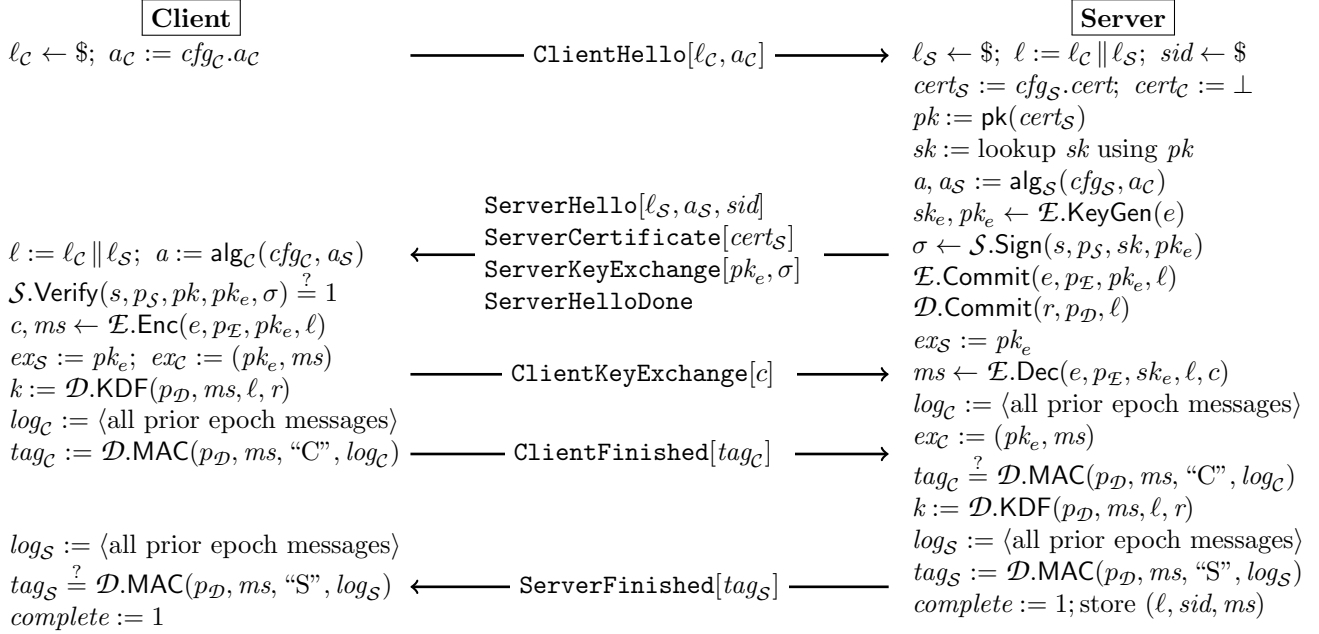 Client
Server
ℓ_𝒞 ← $; a_𝒞 := cfg_𝒞.a_𝒞
ClientHello[ℓ_𝒞, a_𝒞]
ℓ_𝒮 ← $; ℓ := ℓ_𝒞 ∥ ℓ_𝒮; sid ← $
cert_𝒮 := cfg_𝒮.cert; cert_𝒞 := ⊥
pk := pk(cert_𝒮)
sk := lookup sk using pk
a, a_𝒮 := alg_𝒮(cfg_𝒮, a_𝒞)
sk_e, pk_e ← ℰ.KeyGen(e)
σ ← 𝒮.Sign(s, p_𝒮, sk, pk_e)
ℰ.Commit(e, p_ℰ, pk_e, ℓ)
𝒟.Commit(r, p_𝒟, ℓ)
ex_𝒮 := pk_e
ServerHello[ℓ_𝒮, a_𝒮, sid]
ServerCertificate[cert_𝒮]
ServerKeyExchange[pk_e, σ]
ServerHelloDone
ℓ := ℓ_𝒞 ∥ ℓ_𝒮; a := alg_𝒞(cfg_𝒞, a_𝒮)
𝒮.Verify(s, p_𝒮, pk, pk_e, σ) ≟ 1
c, ms ← ℰ.Enc(e, p_ℰ, pk_e, ℓ)
ex_𝒮 := pk_e; ex_𝒞 := (pk_e, ms)
k := 𝒟.KDF(p_𝒟, ms, ℓ, r)
log_𝒞 := ⟨all prior epoch messages⟩
tag_𝒞 := 𝒟.MAC(p_𝒟, ms, “C”, log_𝒞)
ClientKeyExchange[c]
ms ← ℰ.Dec(e, p_ℰ, sk_e, ℓ, c)
log_𝒞 := ⟨all prior epoch messages⟩
ex_𝒞 := (pk_e, ms)
ClientFinished[tag_𝒞]
tag_𝒞 ≟ 𝒟.MAC(p_𝒟, ms, “C”, log_𝒞)
k := 𝒟.KDF(p_𝒟, ms, ℓ, r)
log_𝒮 := ⟨all prior epoch messages⟩
tag_𝒮 := 𝒟.MAC(p_𝒟, ms, “S”, log_𝒮)
complete := 1; store (ℓ, sid, ms)
ServerFinished[tag_𝒮]
log_𝒮 := ⟨all prior epoch messages⟩
tag_𝒮 ≟ 𝒟.MAC(p_𝒟, ms, “S”, log_𝒮)
complete := 1